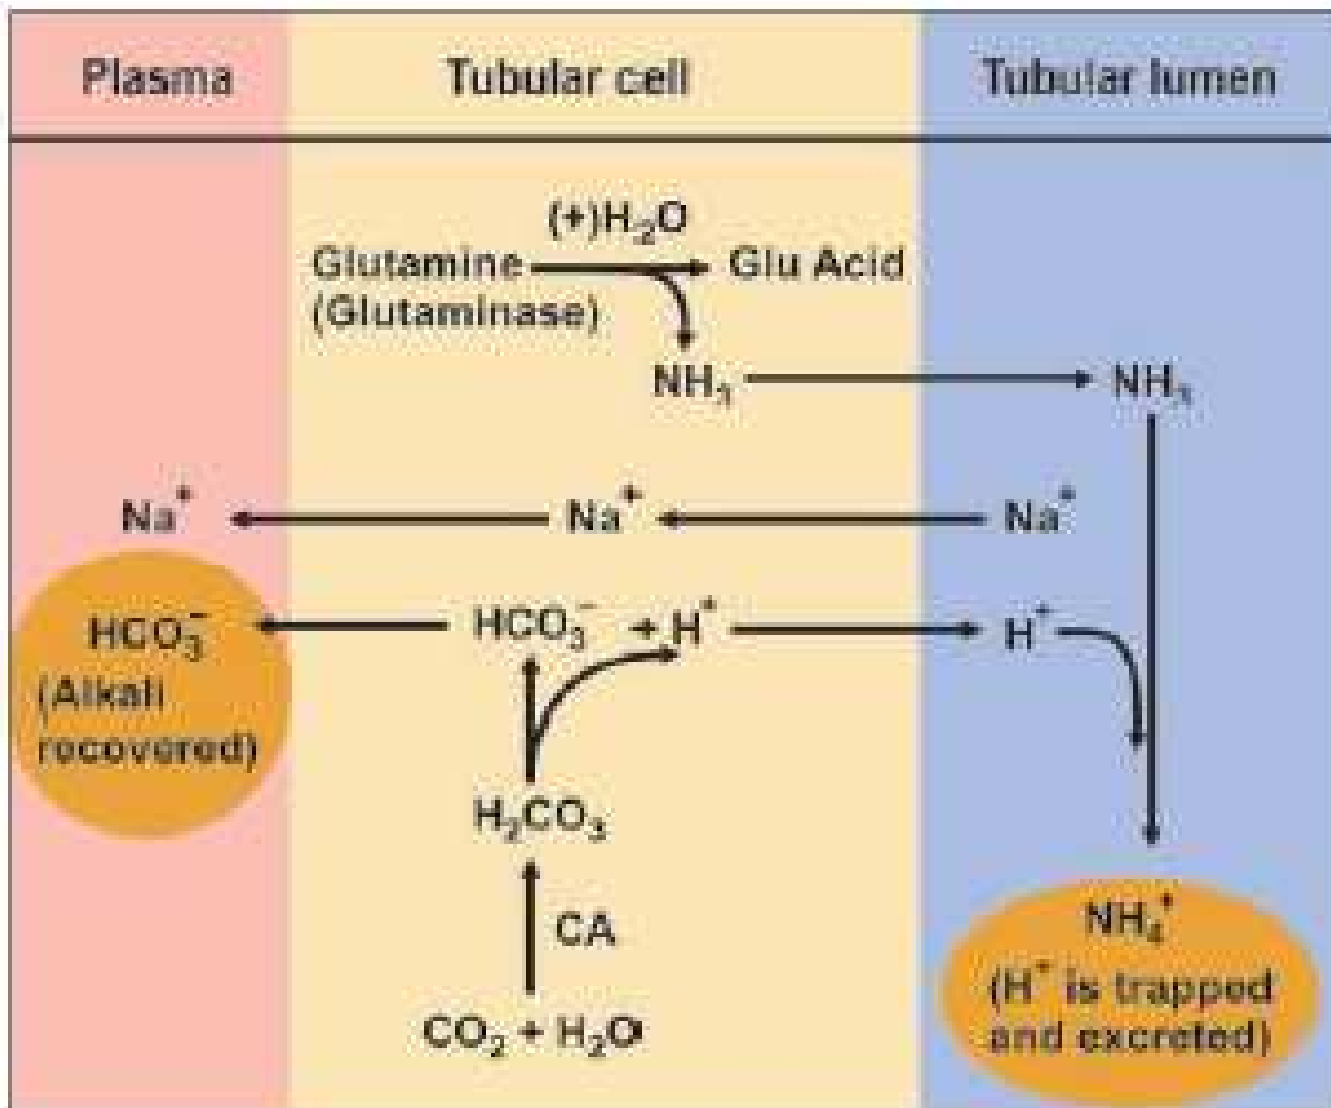 Plasma Tubular cell Tubular lumen
(+)H₂O
Glutamine Glu Acid
(Glutaminase)
NH₃ NH₃
Na⁺ Na⁺ Na⁺
HCO₃⁻ HCO₃⁻ + H⁺ H⁺
(Alkali
recovered)
H₂CO₃
CA
NH₄⁺
(H⁺ is trapped
and excreted)
CO₂ + H₂O